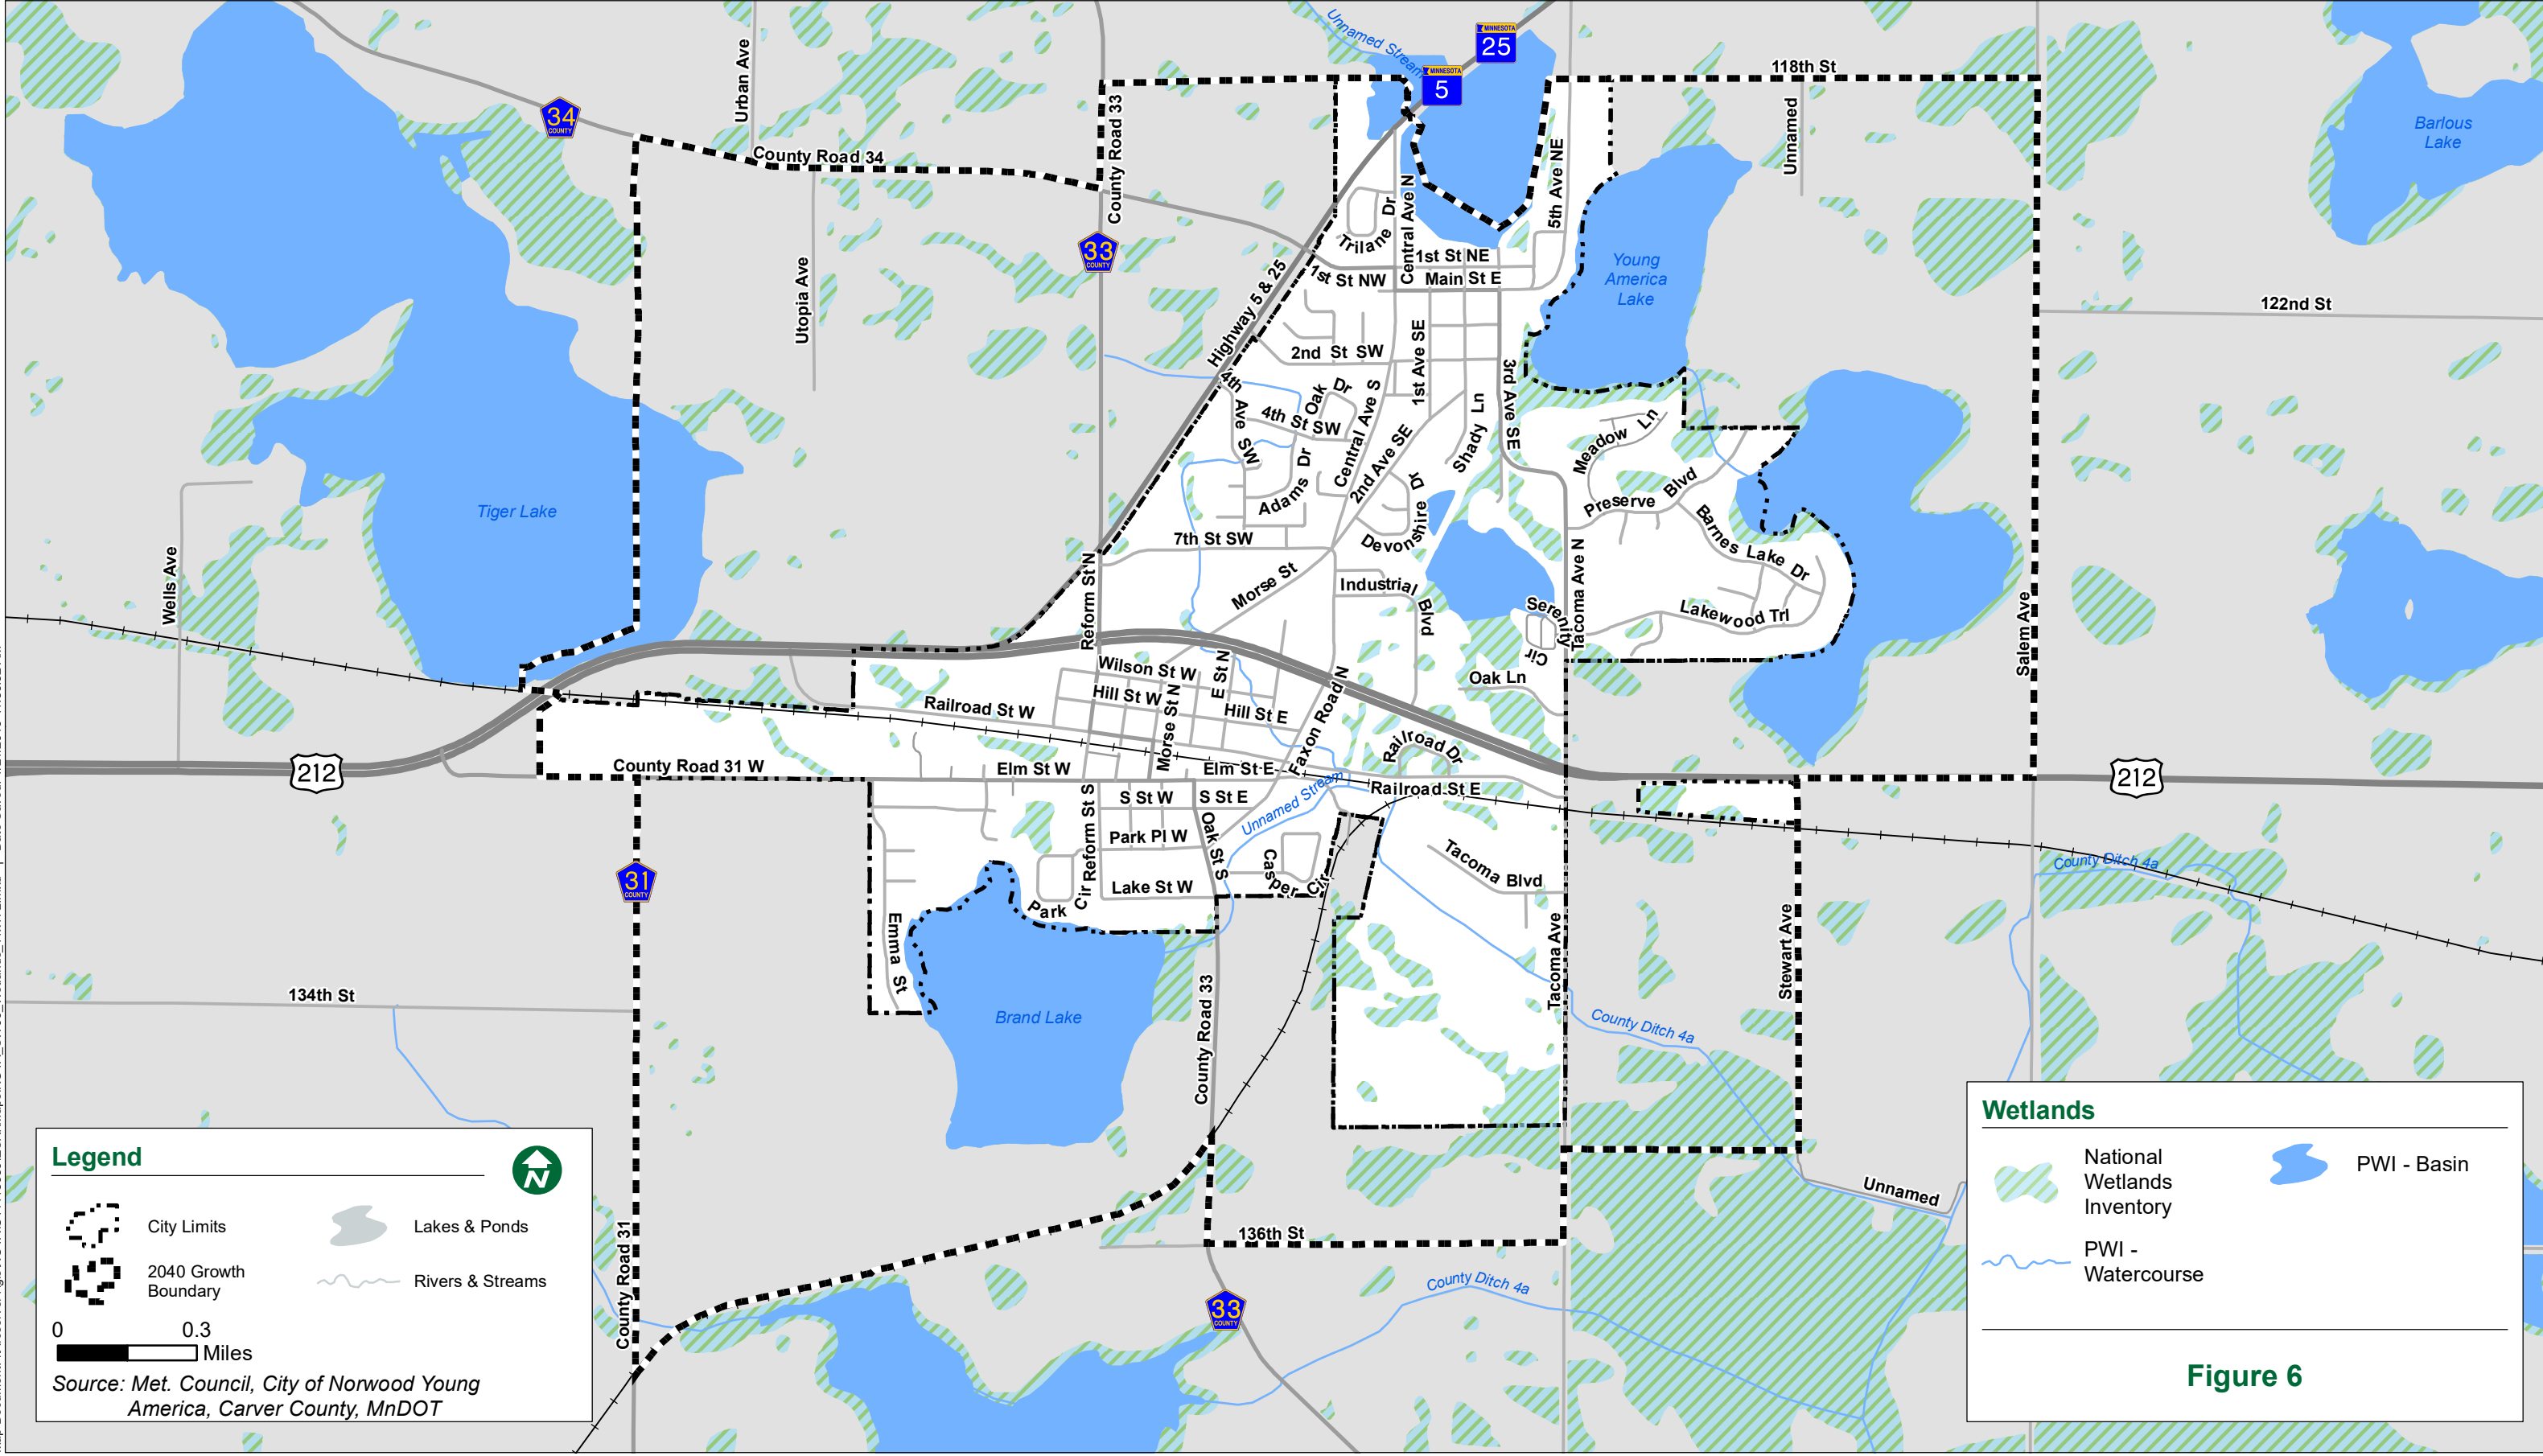 Unnamed Stream
MINNESOTA
25
MINNESOTA
5
118th St
Urban Ave
34
COUNTY
County Road 33
Unnamed
Barlous
Lake
County Road 34
5th Ave NE
33
COUNTY
Trilane Dr
Central Ave N
Young
America
Lake
1st St NE
1st St NW
Main St E
Utopia Ave
Highway 5 & 25
122nd St
2nd St SW
1st Ave SE
3rd Ave SE
4th Ave SW
Oak Dr
4th St SW
Central Ave S
Shady Ln
Meadow Ln
2nd Ave SE
Adams Dr
Devonshire Dr
Preserve Blvd
Tiger Lake
7th St SW
Barnes Lake Dr
Wells Ave
Reform St N
Morse St
Industrial Blvd
Tacoma Ave N
Serenity Cir
Lakewood Trl
Salem Ave
Wilson St W
E St N
Oak Ln
Hill St W
Morse St N
Hill St E
Faxon Road N
Railroad St W
Railroad Dr
212
County Road 31 W
Elm St W
Elm St E
212
Unnamed Stream
Railroad St E
S St W
S St E
Reform St S
Park Pl W
Oak St S
Casper Cir
Tacoma Blvd
County Ditch 4a
31
COUNTY
Lake St W
Park Cir
Emma St
Tacoma Ave
Stewart Ave
134th St
Brand Lake
County Road 33
County Ditch 4a
Unnamed
136th St
County Road 31
33
COUNTY
County Ditch 4a
Legend
N
City Limits
Lakes & Ponds
2040 Growth
Boundary
Rivers & Streams
0
0.3
Miles
Source: Met. Council, City of Norwood Young
America, Carver County, MnDOT
Wetlands
National
Wetlands
Inventory
PWI - Basin
PWI -
Watercourse
Figure 6